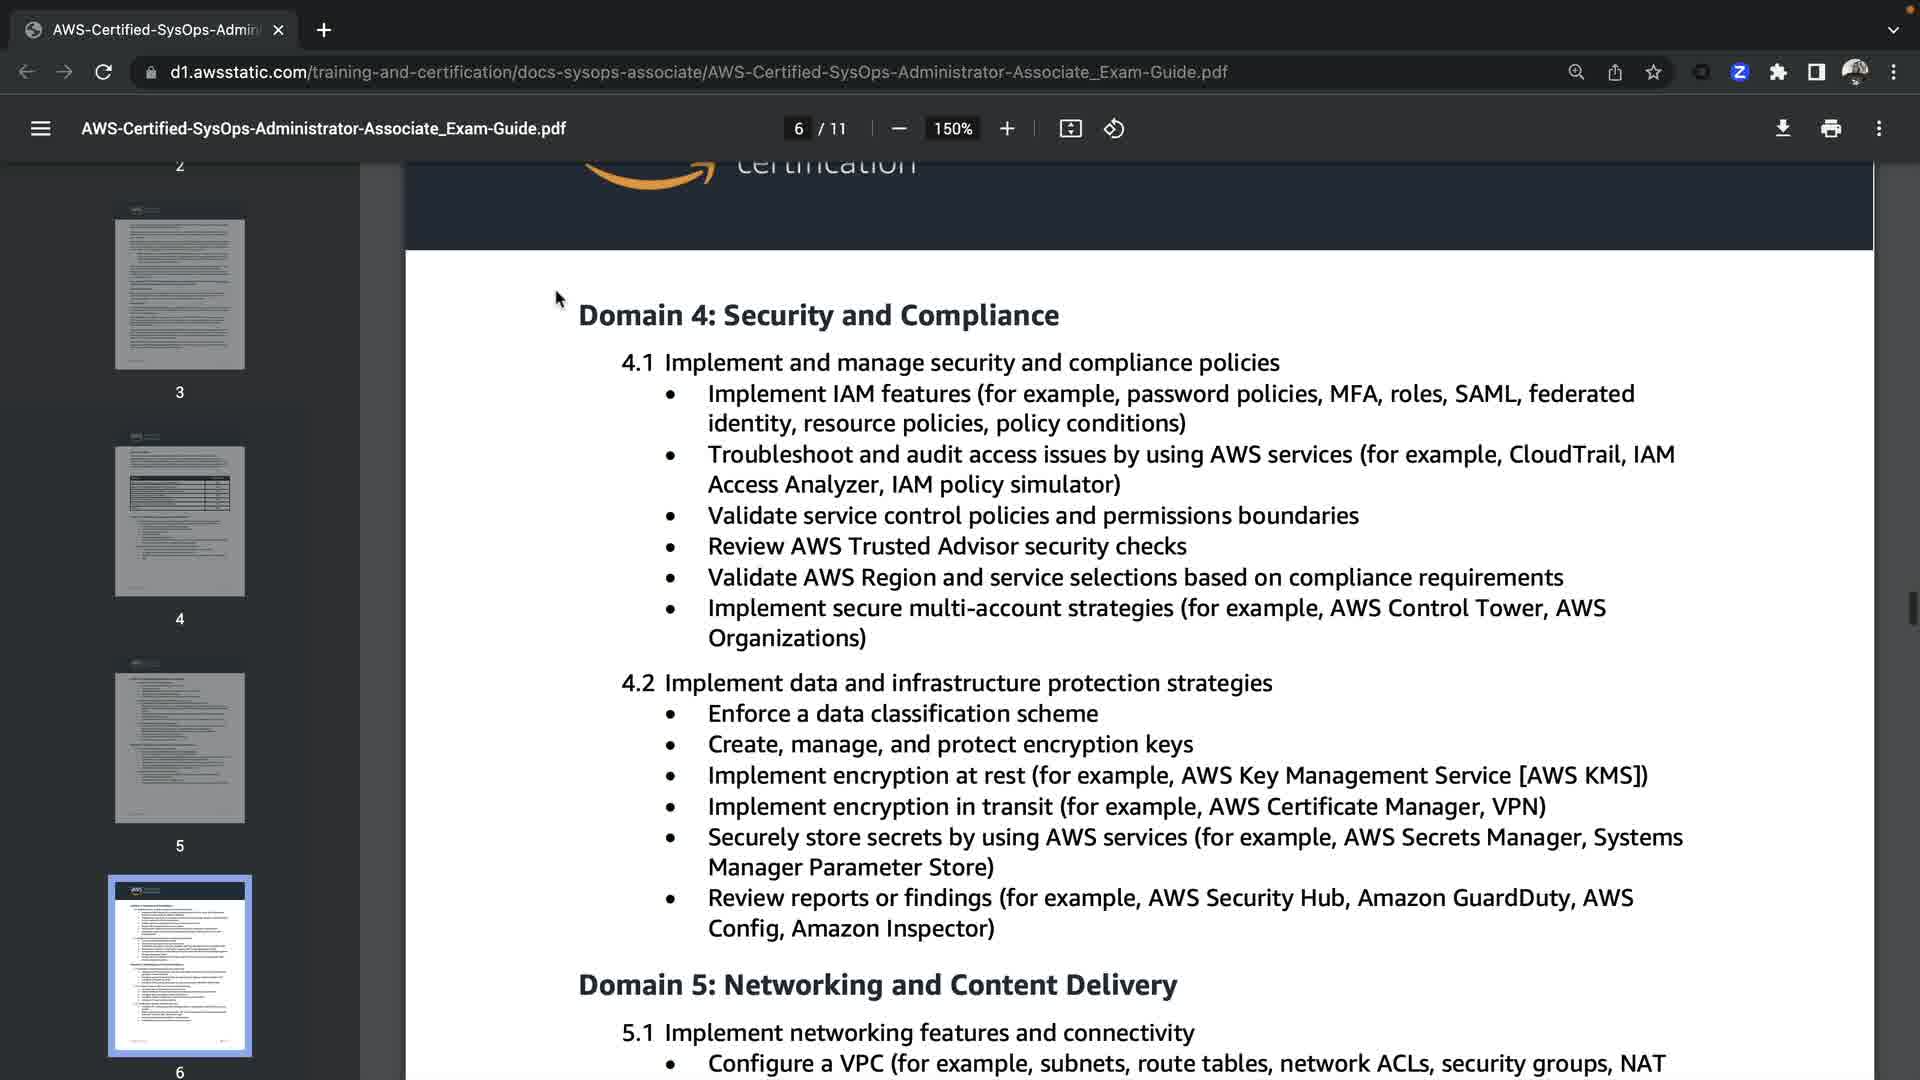 AWS-Certified-SysOps-Admin
d1.awsstatic.com/training-and-certification/docs-sysops-associate/AWS-Certified-SysOps-Administrator-Associate_Exam-Guide.pdf
Z
AWS-Certified-SysOps-Administrator-Associate_Exam-Guide.pdf
6 / 11
150%
2
3
4
5
6
certification
Domain 4: Security and Compliance
4.1 Implement and manage security and compliance policies
• Implement IAM features (for example, password policies, MFA, roles, SAML, federated
identity, resource policies, policy conditions)
• Troubleshoot and audit access issues by using AWS services (for example, CloudTrail, IAM
Access Analyzer, IAM policy simulator)
• Validate service control policies and permissions boundaries
• Review AWS Trusted Advisor security checks
• Validate AWS Region and service selections based on compliance requirements
• Implement secure multi-account strategies (for example, AWS Control Tower, AWS
Organizations)
4.2 Implement data and infrastructure protection strategies
• Enforce a data classification scheme
• Create, manage, and protect encryption keys
• Implement encryption at rest (for example, AWS Key Management Service [AWS KMS])
• Implement encryption in transit (for example, AWS Certificate Manager, VPN)
• Securely store secrets by using AWS services (for example, AWS Secrets Manager, Systems
Manager Parameter Store)
• Review reports or findings (for example, AWS Security Hub, Amazon GuardDuty, AWS
Config, Amazon Inspector)
Domain 5: Networking and Content Delivery
5.1 Implement networking features and connectivity
• Configure a VPC (for example, subnets, route tables, network ACLs, security groups, NAT